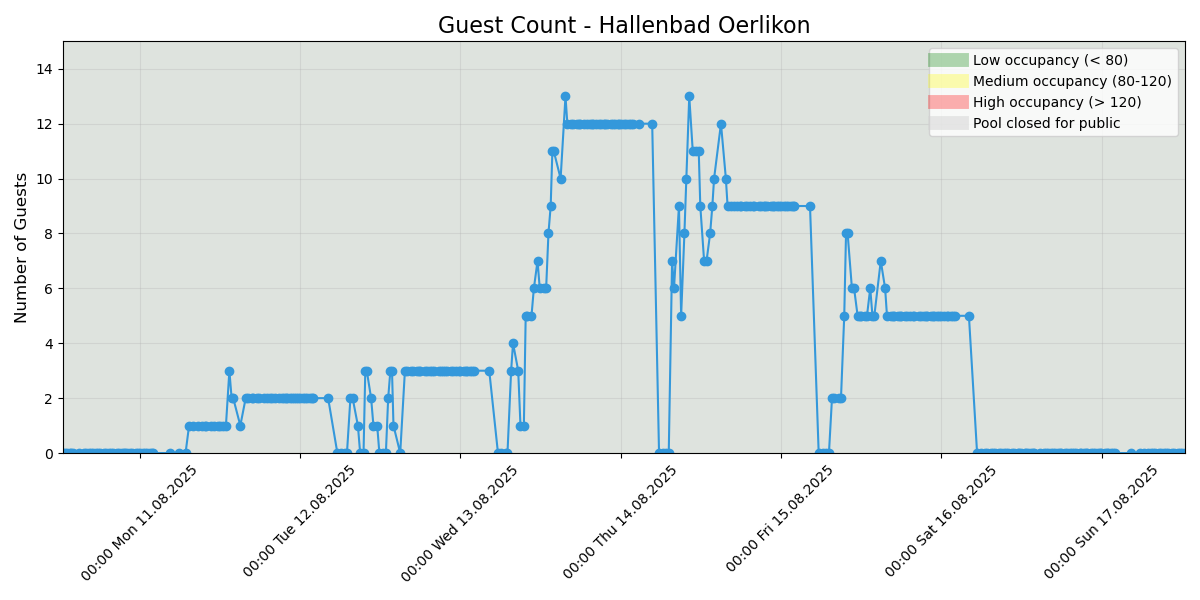 Guest Count - Hallenbad Oerlikon
Number of Guests
14
12
10
8
6
4
2
0
Low occupancy (< 80)
Medium occupancy (80-120)
High occupancy (> 120)
Pool closed for public
00:00 Mon 11.08.2025
00:00 Tue 12.08.2025
00:00 Wed 13.08.2025
00:00 Thu 14.08.2025
00:00 Fri 15.08.2025
00:00 Sat 16.08.2025
00:00 Sun 17.08.2025